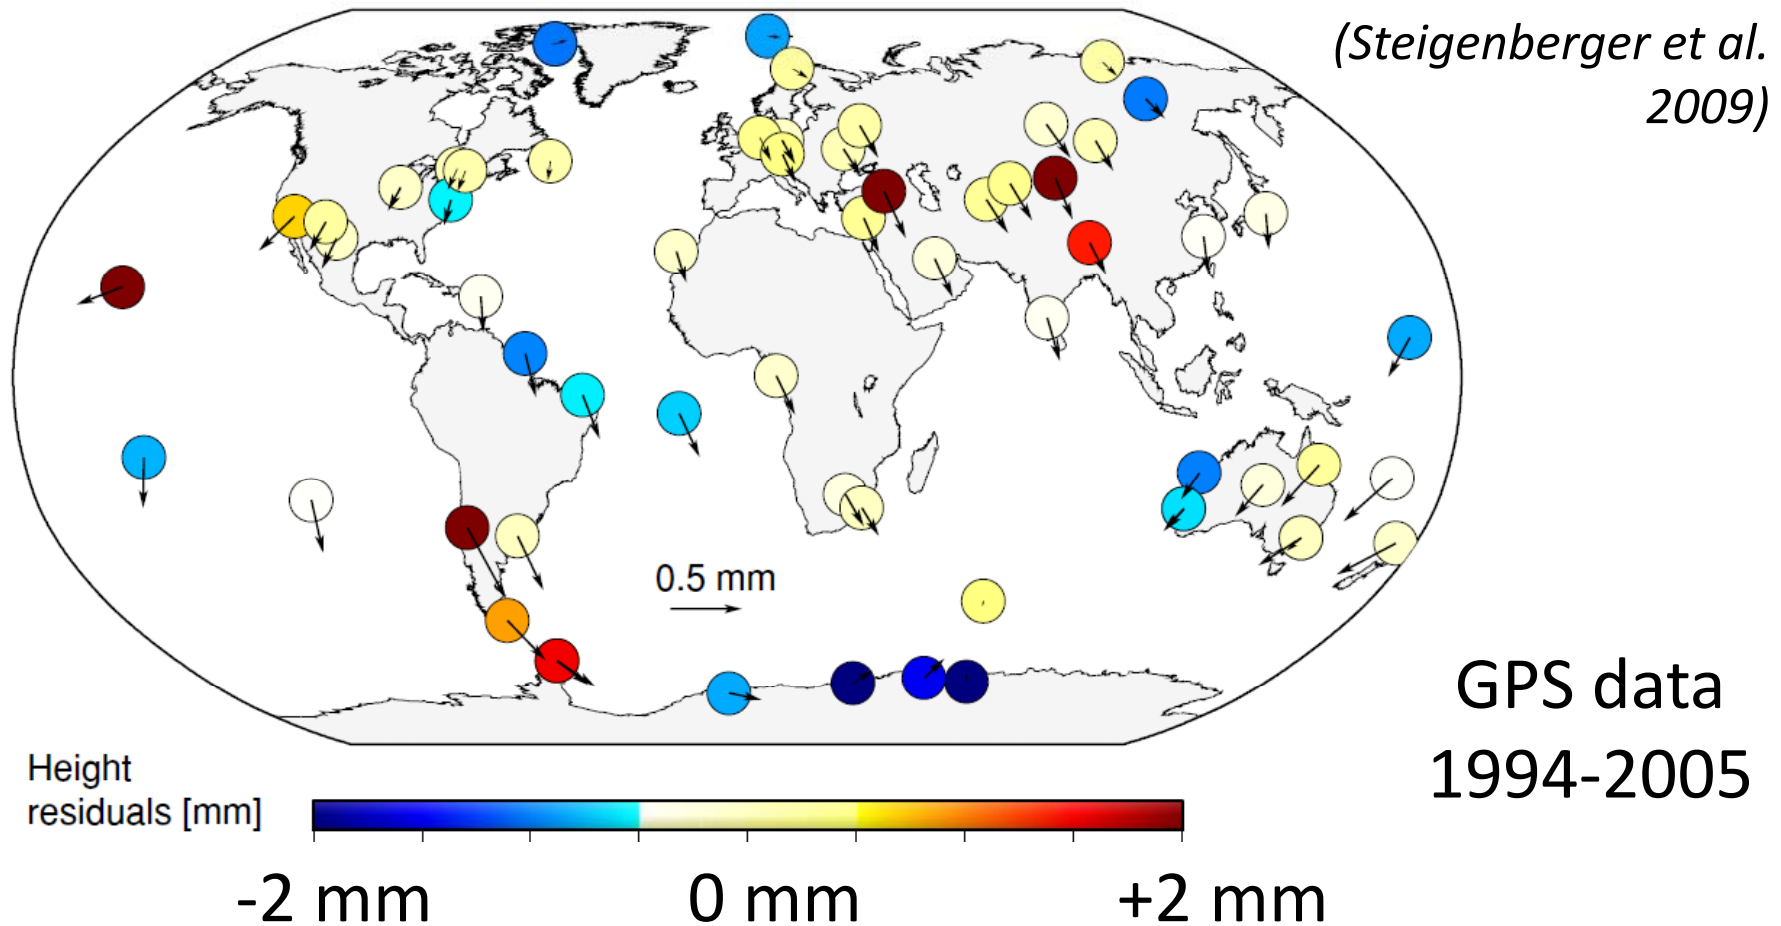 (Steigenberger et al.
2009)
0.5 mm
GPS data
1994-2005
Height
residuals [mm]
-2 mm
0 mm
+2 mm